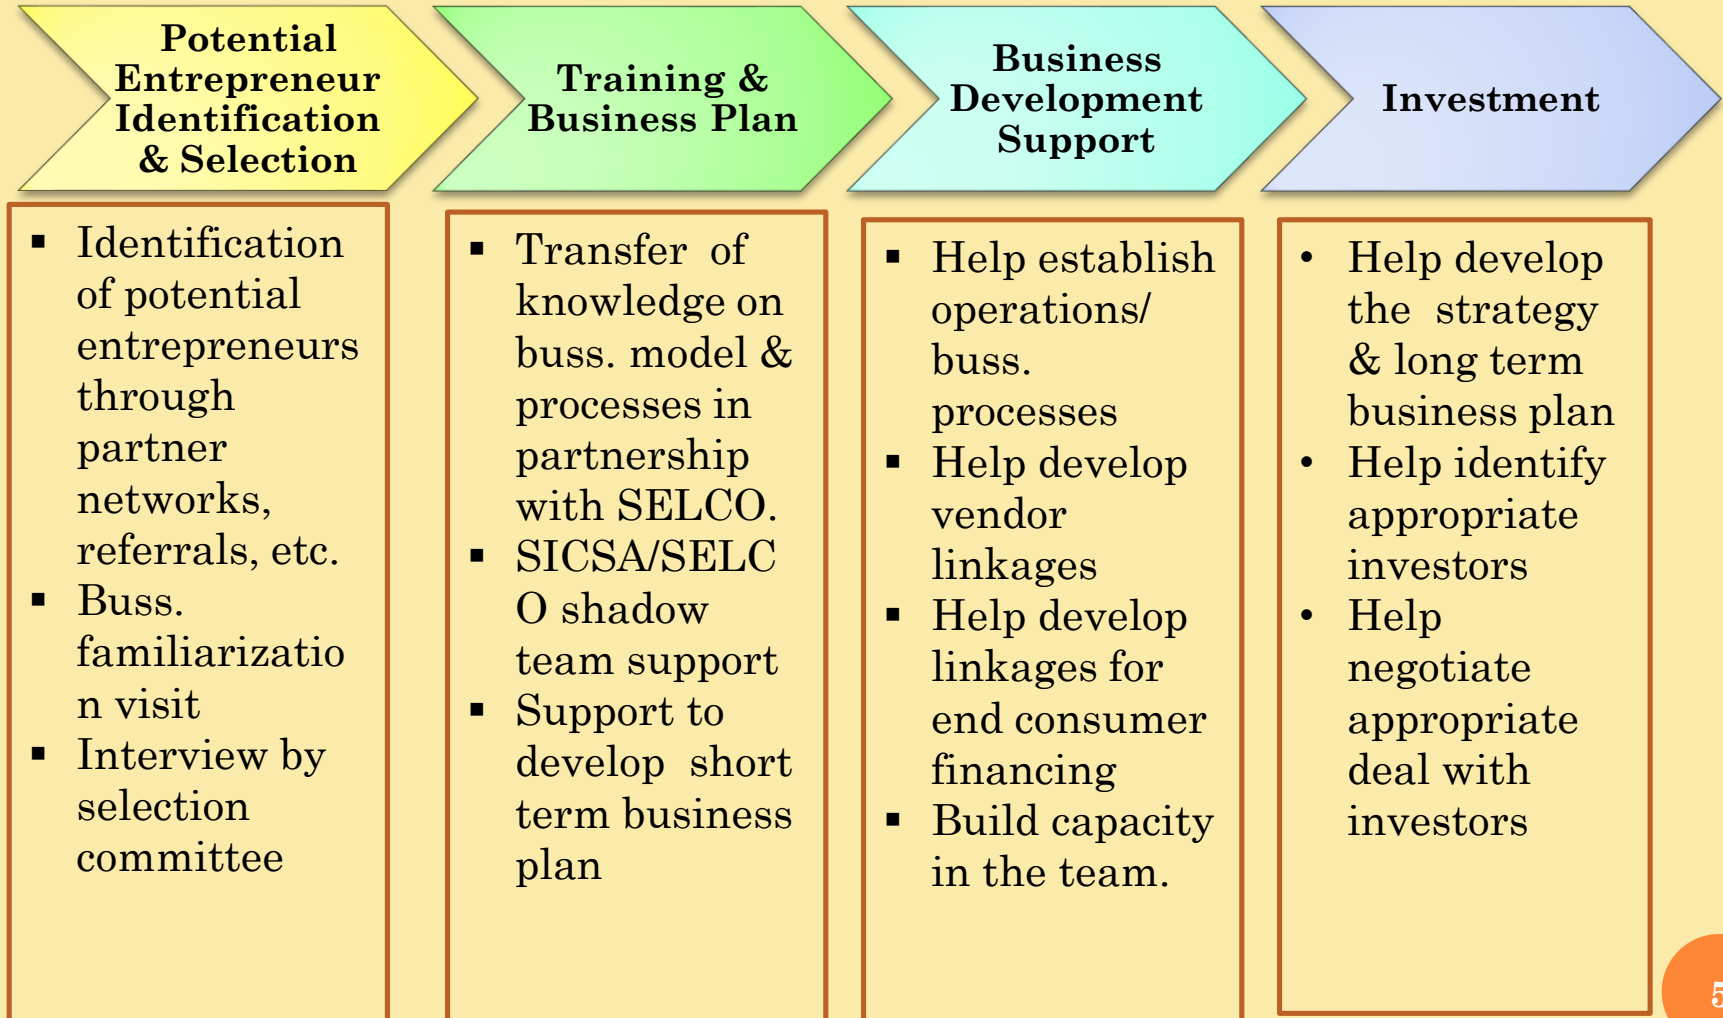 Potential
Entrepreneur
Identification
& Selection
Training &
Business Plan
Business
Development
Support
Investment
▪ Identification
of potential
entrepreneurs
through
partner
networks,
referrals, etc.
▪ Buss.
familiarizatio
n visit
▪ Interview by
selection
committee
▪ Transfer of
knowledge on
buss. model &
processes in
partnership
with SELCO.
▪ SICSA/SELC
O shadow
team support
▪ Support to
develop short
term business
plan
▪ Help establish
operations/
buss.
processes
▪ Help develop
vendor
linkages
▪ Help develop
linkages for
end consumer
financing
▪ Build capacity
in the team.
• Help develop
the strategy
& long term
business plan
• Help identify
appropriate
investors
• Help
negotiate
appropriate
deal with
investors
5